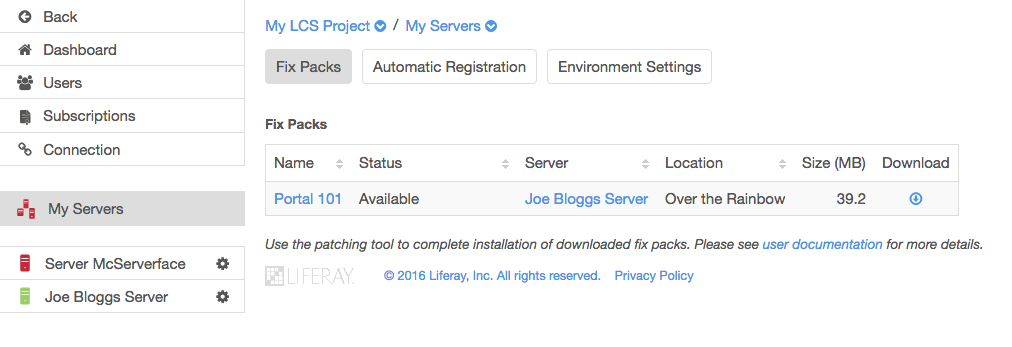 Back
Dashboard
Users
Subscriptions
Connection
My Servers
Server McServerface
Joe Bloggs Server
My LCS Project / My Servers
Fix Packs Automatic Registration Environment Settings
Fix Packs
Name Status Server Location Size (MB) Download
Portal 101 Available Joe Bloggs Server Over the Rainbow 39.2
Use the patching tool to complete installation of downloaded fix packs. Please see user documentation for more details.
LIFERAY. © 2016 Liferay, Inc. All rights reserved. Privacy Policy